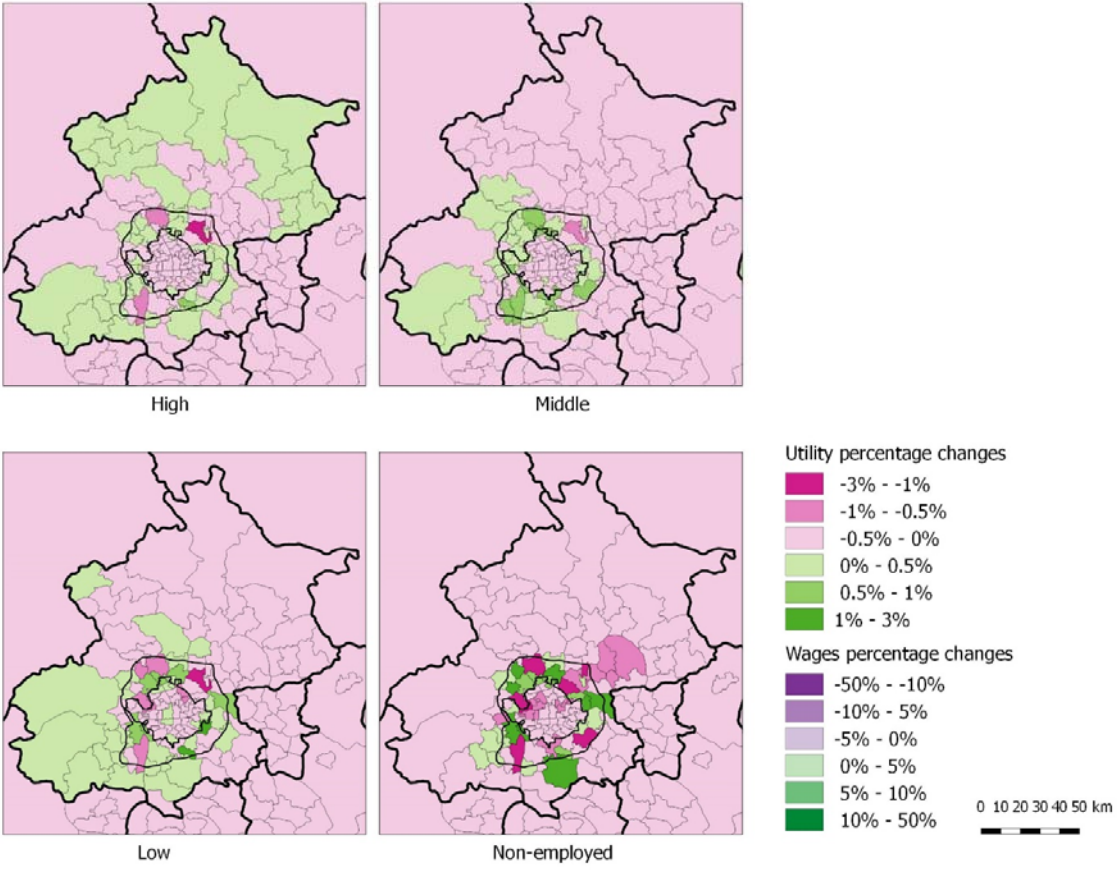 High
Middle
Low
Non-employed
Utility percentage changes
-3% - -1%
-1% - -0.5%
-0.5% - 0%
0% - 0.5%
0.5% - 1%
1% - 3%
Wages percentage changes
-50% - -10%
-10% - 5%
-5% - 0%
0% - 5%
5% - 10%
10% - 50%
0 10 20 30 40 50 km